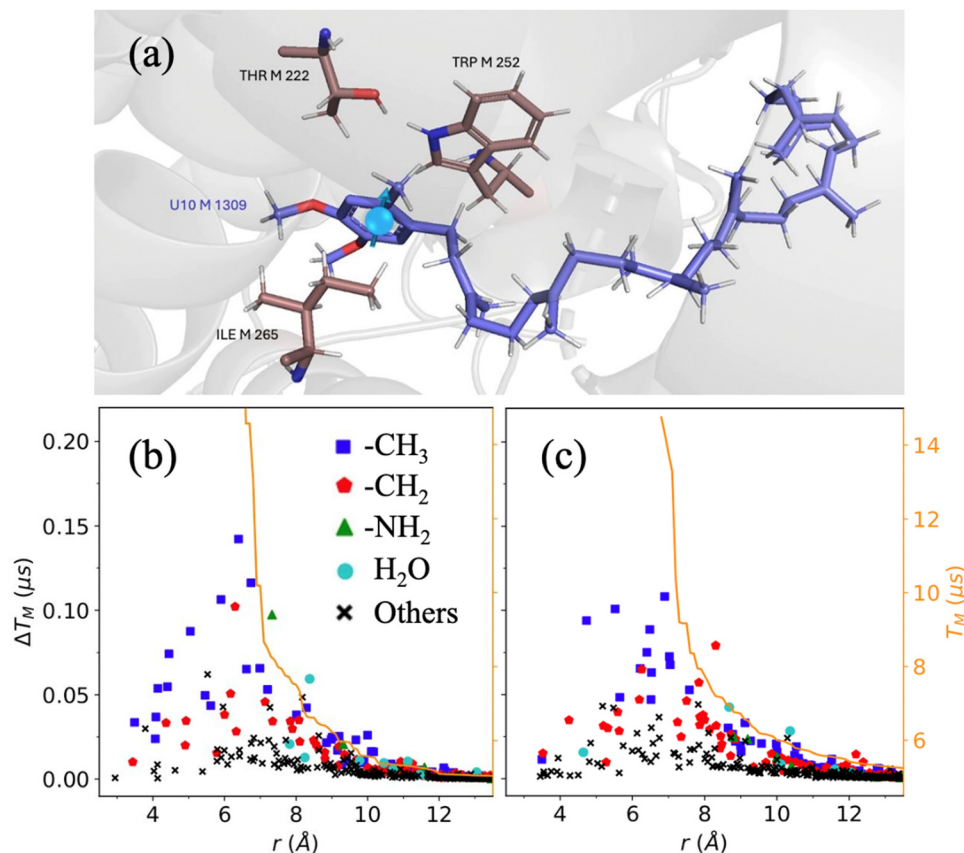 (a)
THR M 222
TRP M 252
U10 M 1309
ILE M 265
(b)
-CH₃
-CH₂
-NH₂
H₂O
Others
(c)
ΔT_M (μs)
0.20
0.15
0.10
0.05
0.00
4 6 8 10 12
r (Å)
4 6 8 10 12
r (Å)
14
12
10
8
6
T_M (μs)